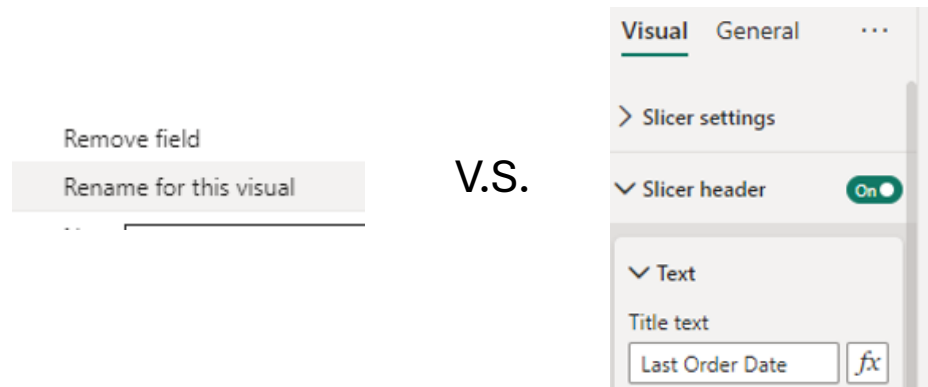 Remove field
Rename for this visual
V.S.
Visual General ...
Slicer settings
Slicer header On
Text
Title text
Last Order Date fx